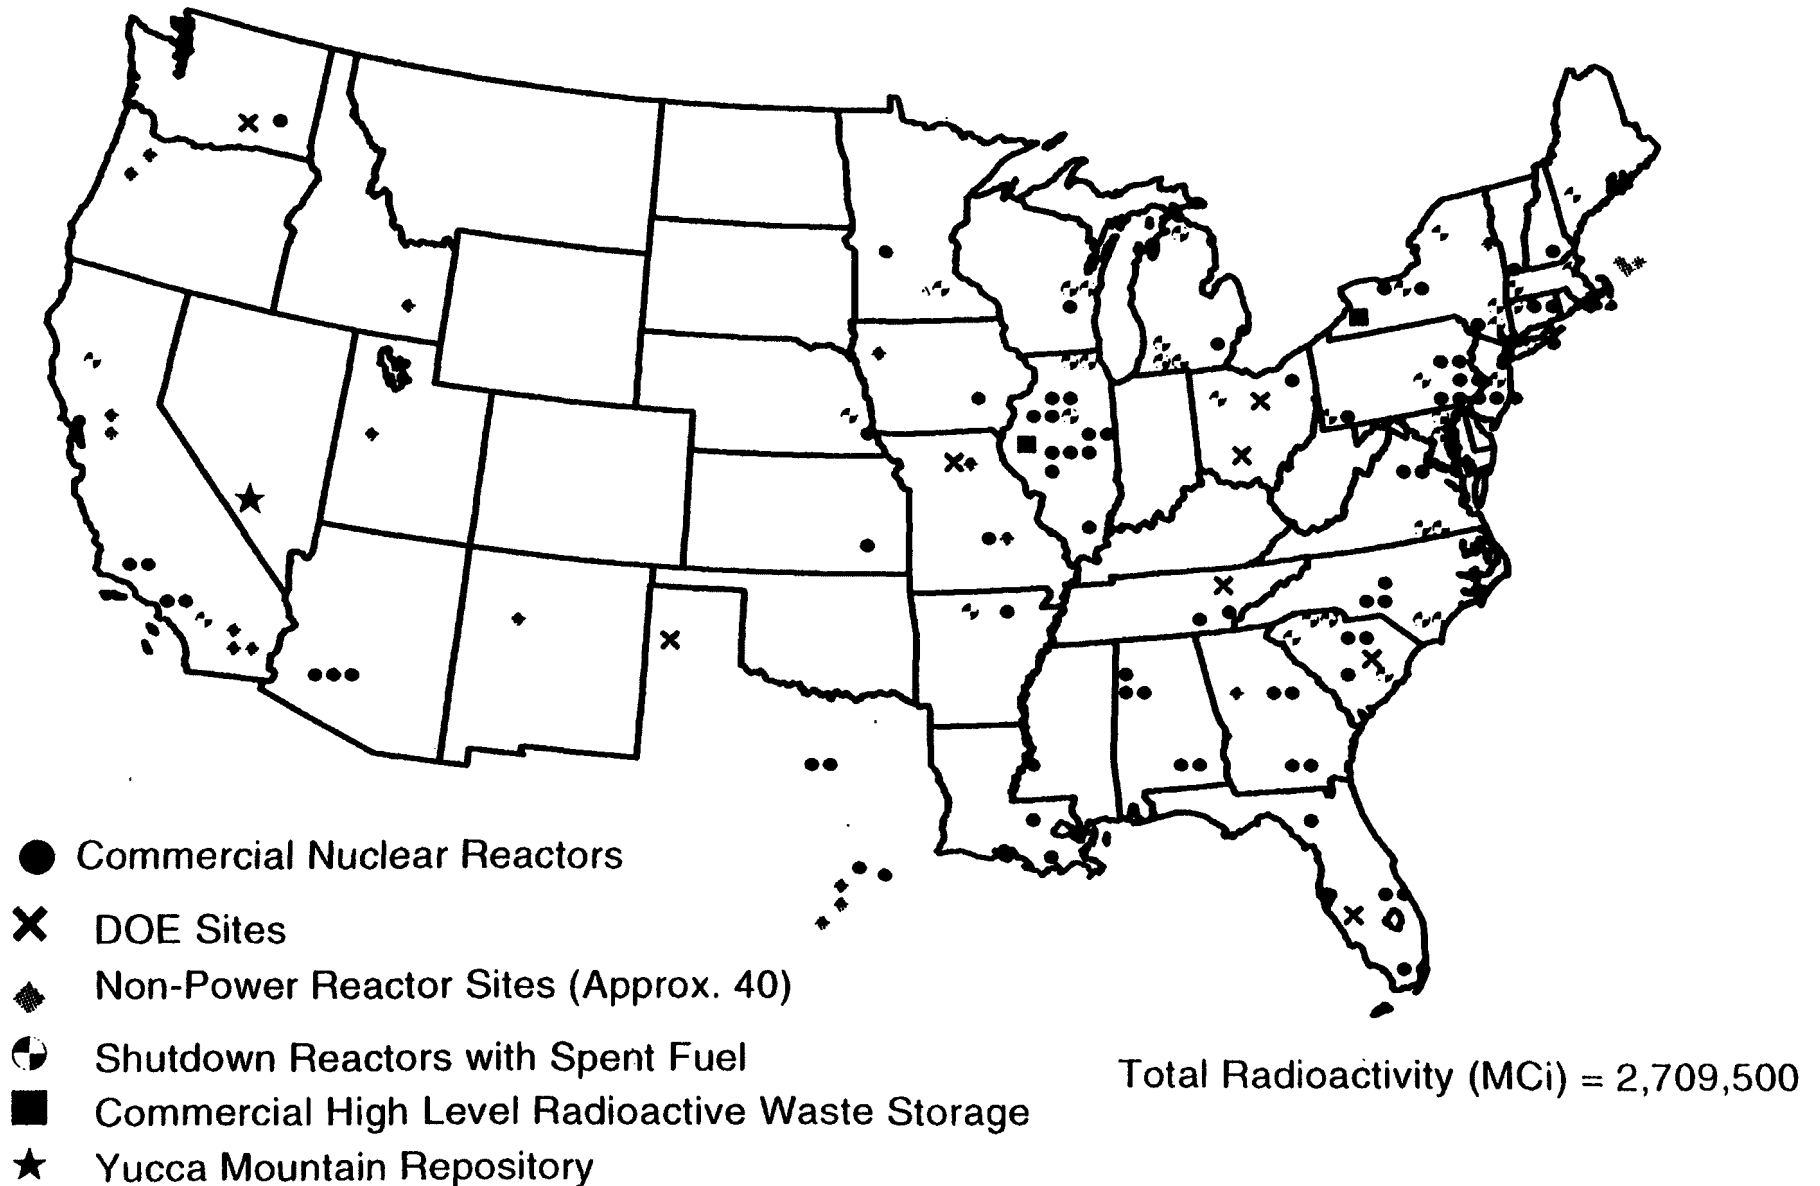 Commercial Nuclear Reactors
DOE Sites
Non-Power Reactor Sites (Approx. 40)
Shutdown Reactors with Spent Fuel
Total Radioactivity (MCi) = 2,709,500
Commercial High Level Radioactive Waste Storage
Yucca Mountain Repository